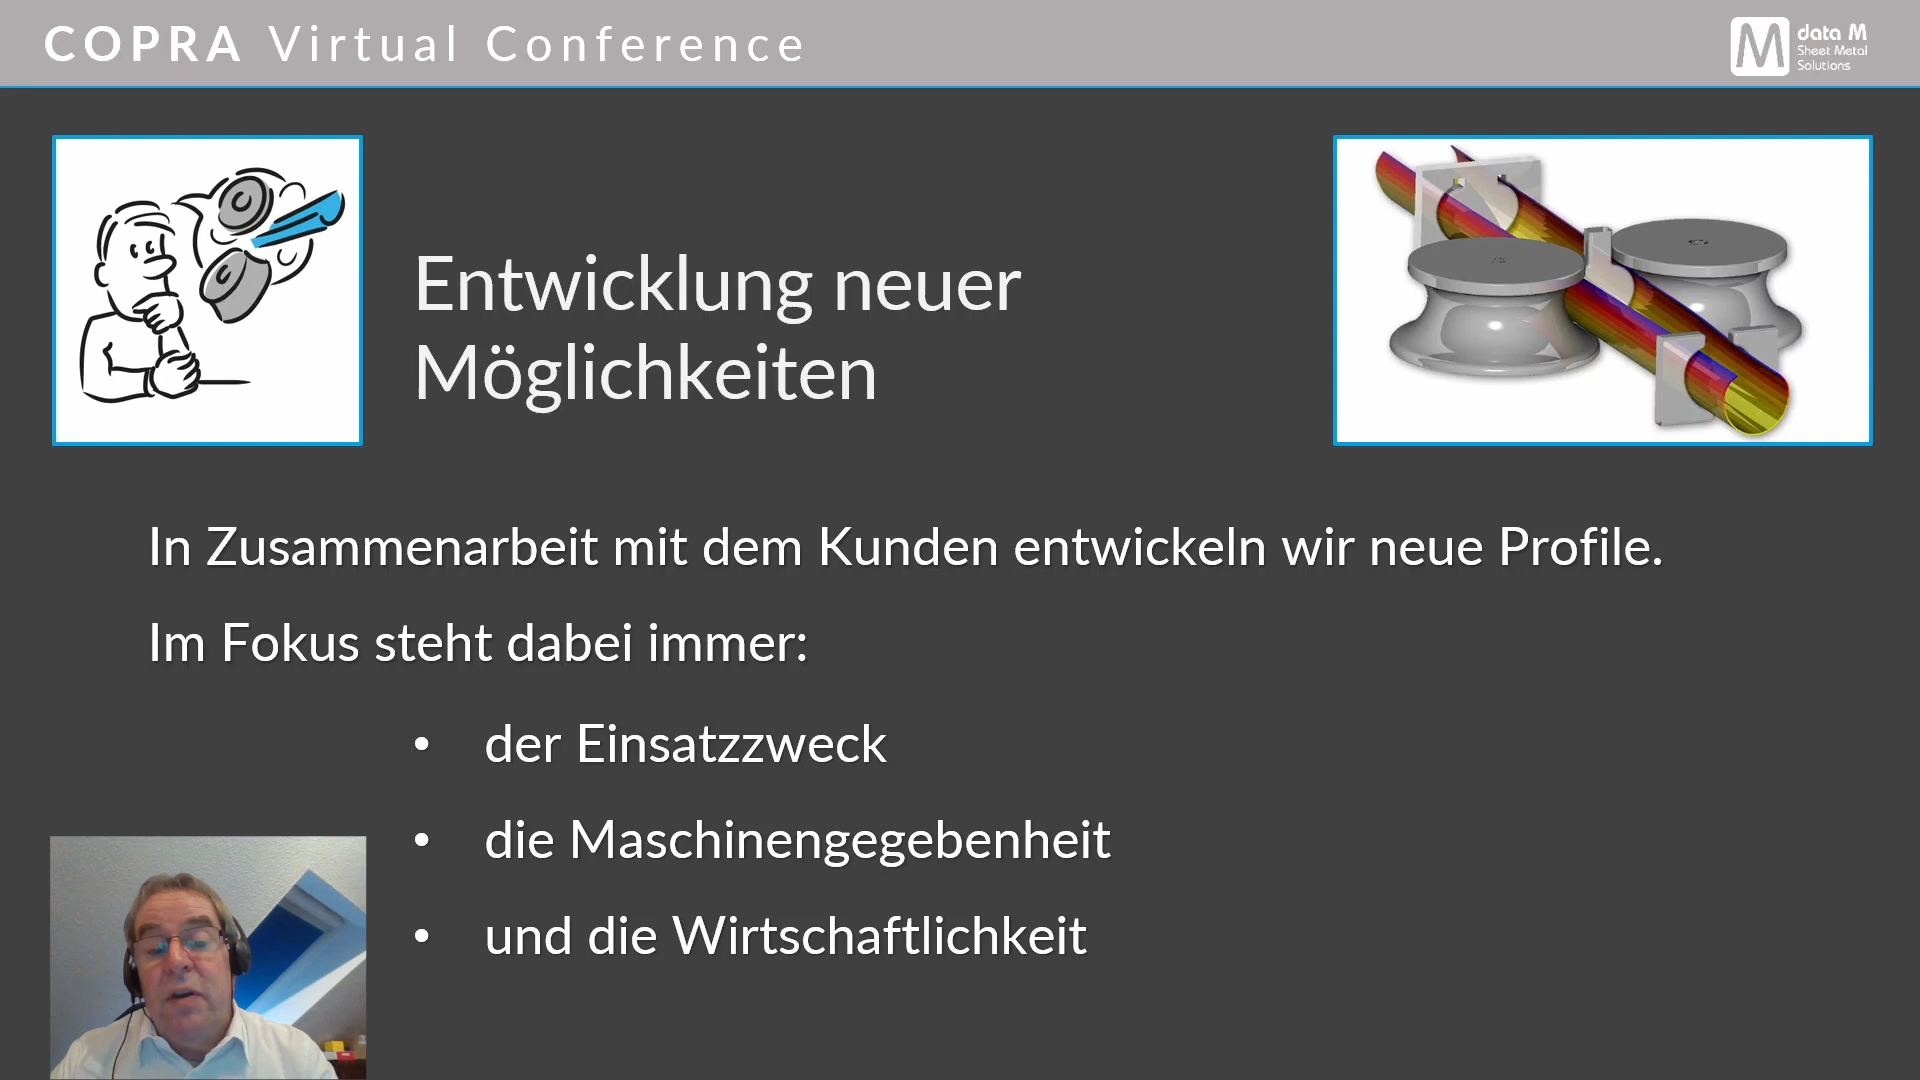 COPRA Virtual Conference
data M
Sheet Metal
Solutions
Entwicklung neuer
Möglichkeiten
In Zusammenarbeit mit dem Kunden entwickeln wir neue Profile.
Im Fokus steht dabei immer:
• der Einsatzzweck
• die Maschinengegebenheit
• und die Wirtschaftlichkeit